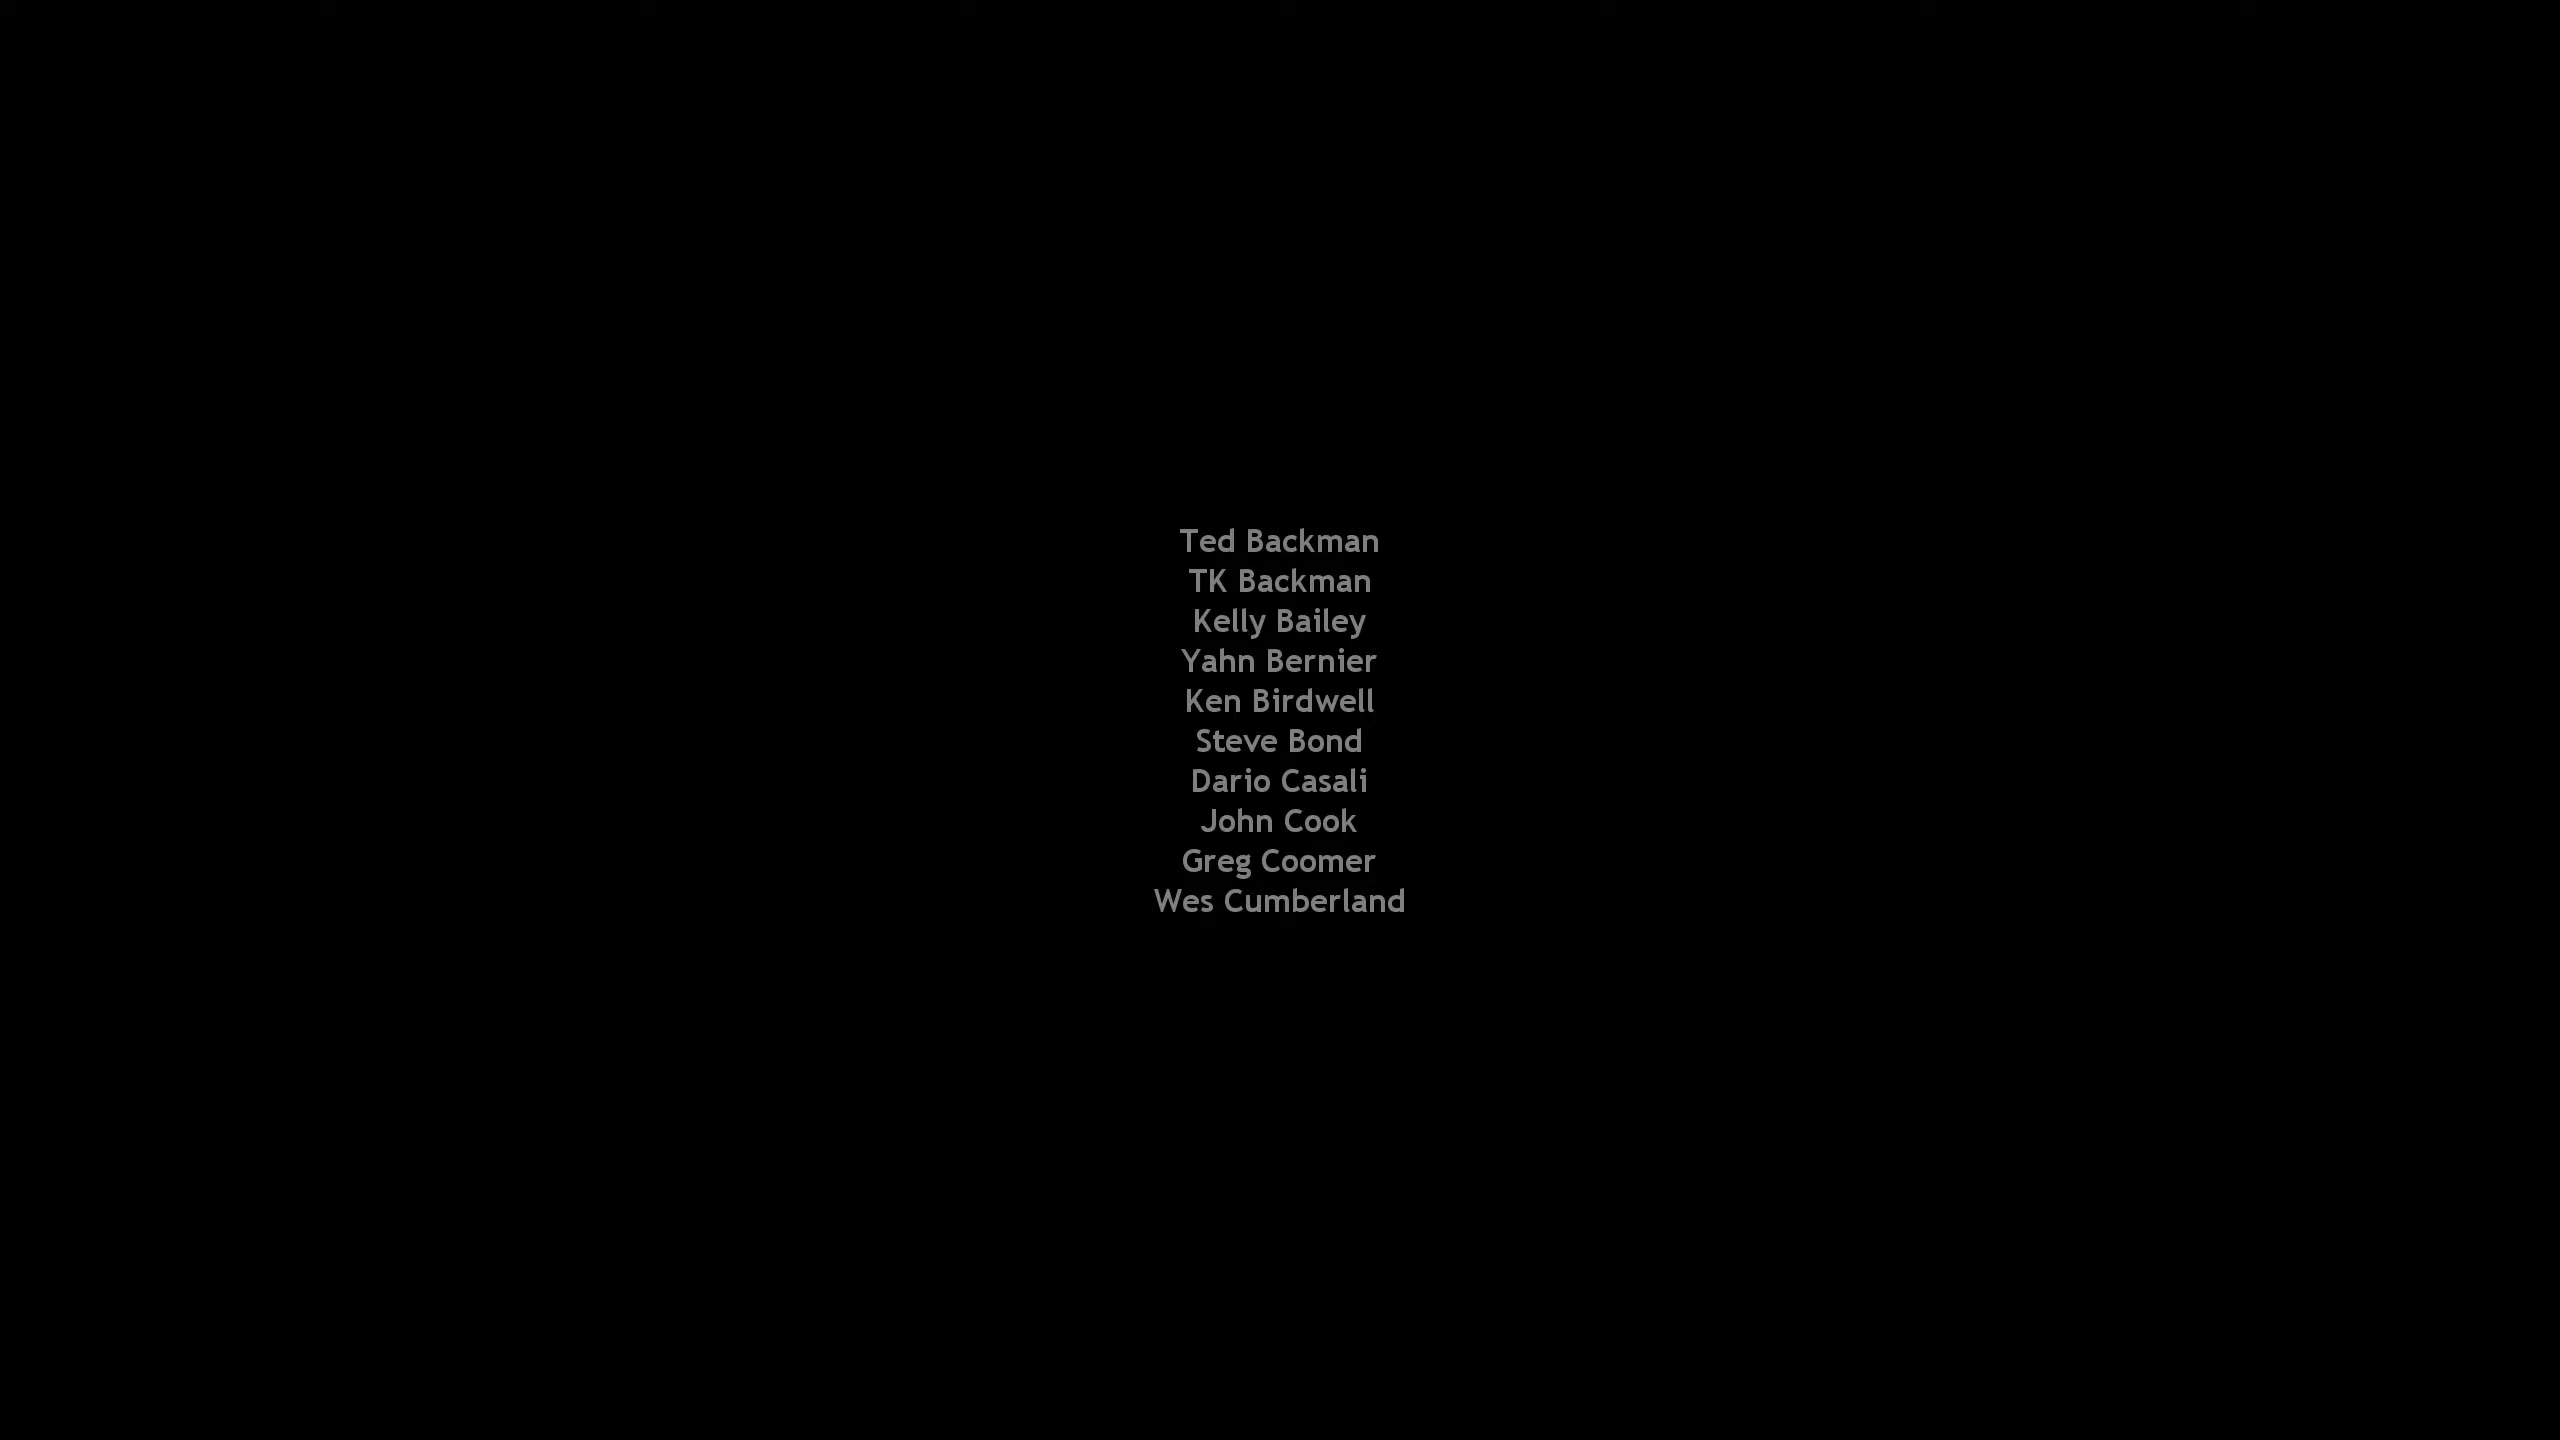 Ted Backman
TK Backman
Kelly Bailey
Yahn Bernier
Ken Birdwell
Steve Bond
Dario Casali
John Cook
Greg Coomer
Wes Cumberland